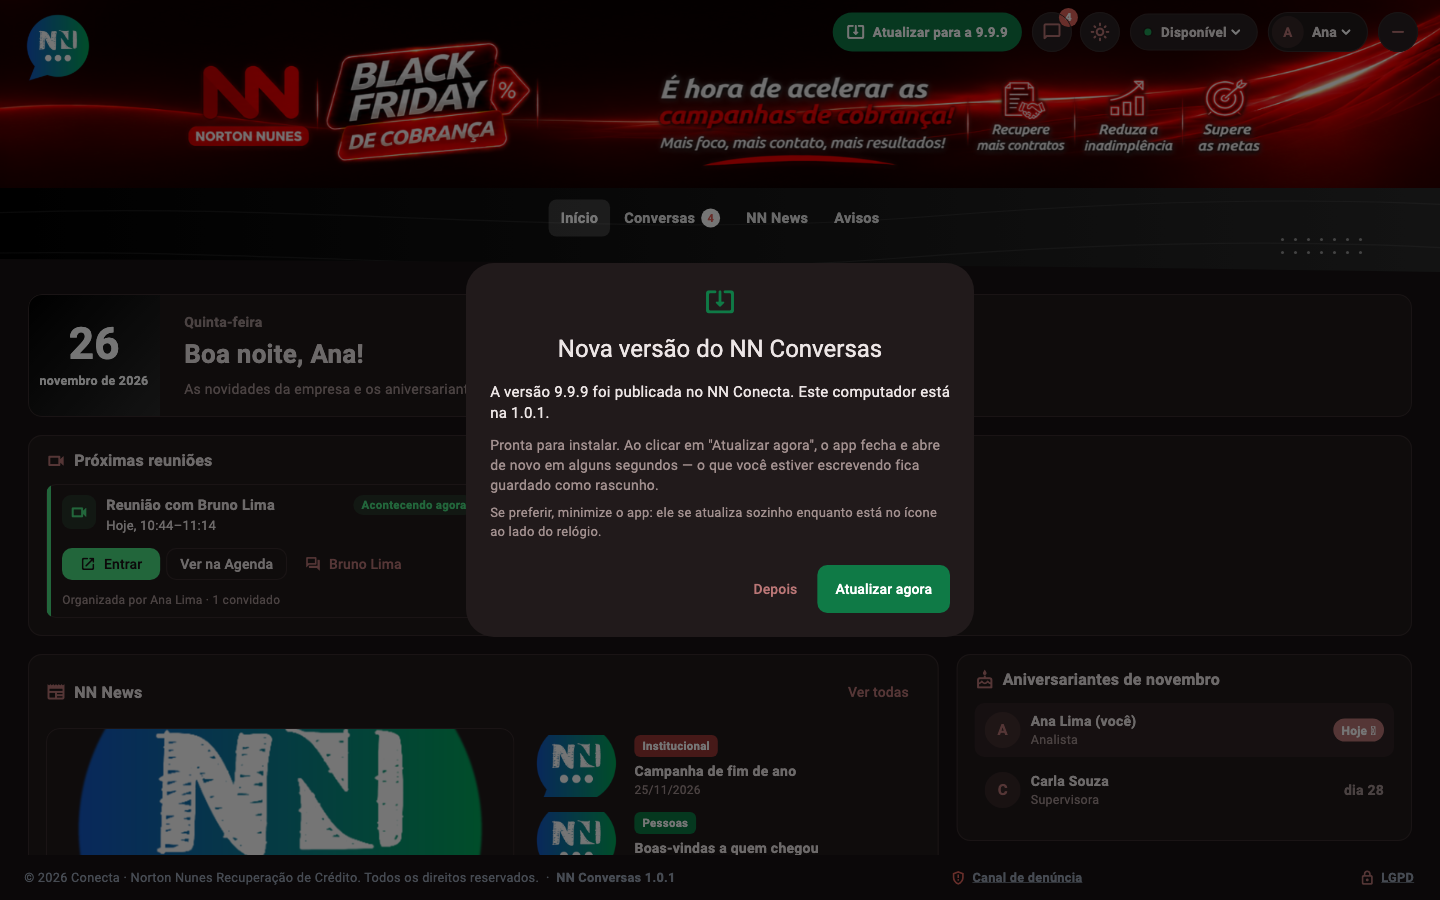 NN
Atualizar para a 9.9.9
4
Disponível
A
Ana
NN
NORTON NUNES
BLACK
FRIDAY
%
DE COBRANÇA
É hora de acelerar as
campanhas de cobrança!
Mais foco, mais contato, mais resultados!
Recupere
mais contratos
Reduza a
inadimplência
Supere
as metas
Início
Conversas 4
NN News
Avisos
26
novembro de 2026
Quinta-feira
Boa noite, Ana!
As novidades da empresa e os aniversariant
Próximas reuniões
Reunião com Bruno Lima
Hoje, 10:44–11:14
Acontecendo agora
Entrar
Ver na Agenda
Bruno Lima
Organizada por Ana Lima · 1 convidado
Nova versão do NN Conversas
A versão 9.9.9 foi publicada no NN Conecta. Este computador está
na 1.0.1.
Pronta para instalar. Ao clicar em "Atualizar agora", o app fecha e abre
de novo em alguns segundos — o que você estiver escrevendo fica
guardado como rascunho.
Se preferir, minimize o app: ele se atualiza sozinho enquanto está no ícone
ao lado do relógio.
Depois
Atualizar agora
NN News
Ver todas
NN
NN
Institucional
Campanha de fim de ano
25/11/2026
NN
Pessoas
Boas-vindas a quem chegou
Aniversariantes de novembro
A
Ana Lima (você)
Analista
Hoje
C
Carla Souza
Supervisora
dia 28
© 2026 Conecta · Norton Nunes Recuperação de Crédito. Todos os direitos reservados. · NN Conversas 1.0.1
Canal de denúncia
LGPD